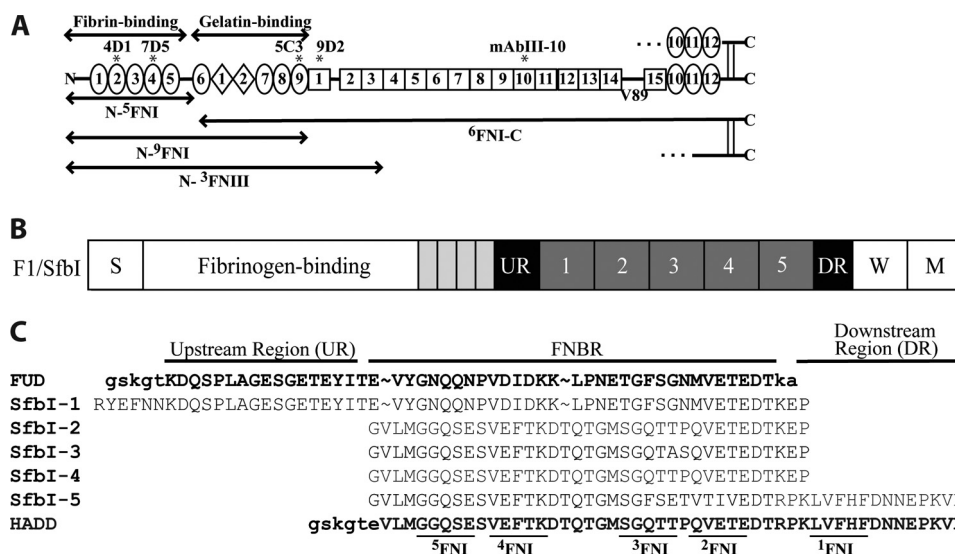 A
Fibrin-binding Gelatin-binding
4D1 7D5 5C3 9D2 mAbIII-10 ... 10 11 12 C
* * * * *
N 1 2 3 4 5 6 1 2 7 8 9 1 2 3 4 5 6 7 8 9 10 11 12 13 14 15 10 11 12 C
V89
N-⁵FNI ⁶FNI-C C
N-⁹FNI ... C
N- ³FNIII
B
F1/SfbI S Fibrinogen-binding UR 1 2 3 4 5 DR W M
C
Upstream Region (UR) FNBR Downstream
Region (DR)
FUD gskgtKDQSPLAGESGETEYITE~VYGNQQNPVDIDKK~LPNETGFSGNMVETEDTka
SfbI-1 RYEFNNKDQSPLAGESGETEYITE~VYGNQQNPVDIDKK~LPNETGFSGNMVETEDTKEP
SfbI-2 GVLMGGQSESVEFTKDTQTGMSGQTTPQVETEDTKEP
SfbI-3 GVLMGGQSESVEFTKDTQTGMSGQTASQVETEDTKEP
SfbI-4 GVLMGGQSESVEFTKDTQTGMSGQTTPQVETEDTKEP
SfbI-5 GVLMGGQSESVEFTKDTQTGMSGFSETVTIVEDTRPKLVFHFDNNEPKV
HADD gskgteVLMGGQSESVEFTKDTQTGMSGQTTPQVETEDTRPKLVFHFDNNEPKV
⁵FNI ⁴FNI ³FNI ²FNI ¹FNI